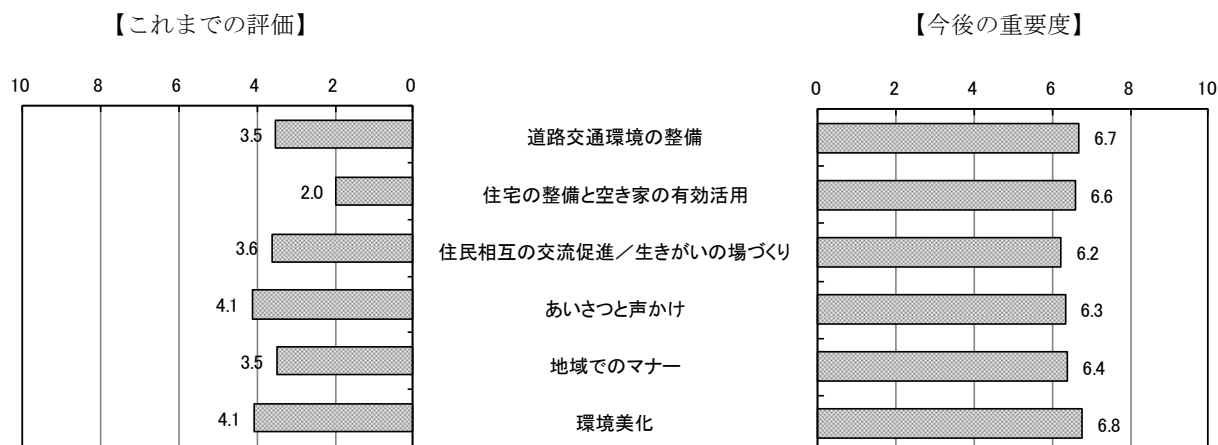 【これまでの評価】 【今後の重要度】
10 8 6 4 2 0 0 2 4 6 8 10
3.5 道路交通環境の整備 6.7
2.0 住宅の整備と空き家の有効活用 6.6
3.6 住民相互の交流促進／生きがいの場づくり 6.2
4.1 あいさつと声かけ 6.3
3.5 地域でのマナー 6.4
4.1 環境美化 6.8